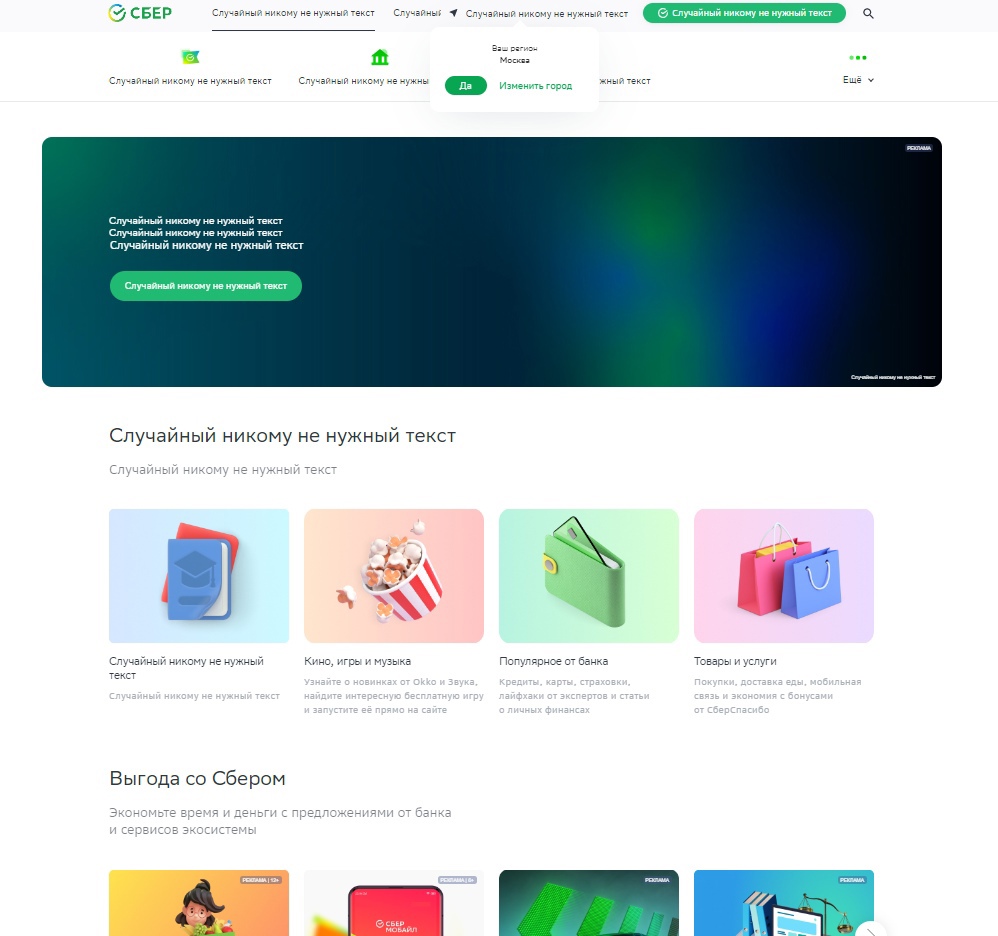 СБЕР
Случайный никому не нужный текст
Случайный
Случайный никому не нужный текст
Случайный никому не нужный текст
Ваш регион
Москва
Да
Изменить город
Случайный никому не нужный текст
Случайный никому не нужны
жный текст
Ещё
РЕКЛАМА
Случайный никому не нужный текст
Случайный никому не нужный текст
Случайный никому не нужный текст
Случайный никому не нужный текст
Случайный никому не нужный текст
Случайный никому не нужный текст
Случайный никому не нужный текст
Случайный никому не нужный
текст
Случайный никому не нужный текст
Кино, игры и музыка
Узнайте о новинках от Okko и Звука,
найдите интересную бесплатную игру
и запустите её прямо на сайте
Популярное от банка
Кредиты, карты, страховки,
лайфхаки от экспертов и статьи
о личных финансах
Товары и услуги
Покупки, доставка еды, мобильная
связь и экономия с бонусами
от СберСпасибо
Выгода со Сбером
Экономьте время и деньги с предложениями от банка
и сервисов экосистемы
РЕКЛАМА | 12+
РЕКЛАМА | 6+
СБЕР
МОБАЙЛ
РЕКЛАМА
РЕКЛАМА